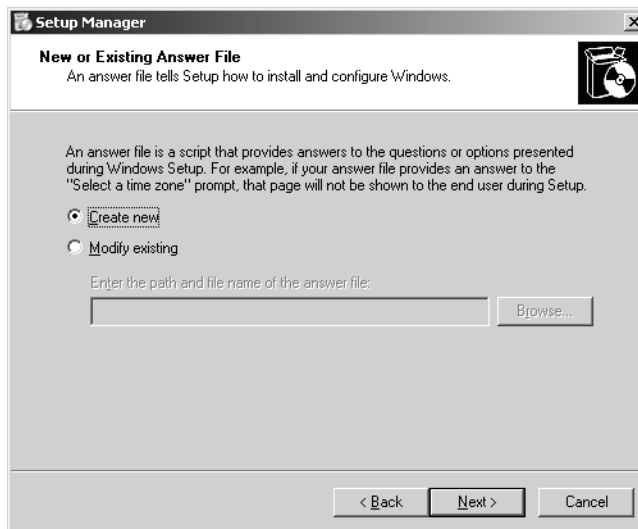 Setup Manager
New or Existing Answer File
An answer file tells Setup how to install and configure Windows.
An answer file is a script that provides answers to the questions or options presented
during Windows Setup. For example, if your answer file provides an answer to the
"Select a time zone" prompt, that page will not be shown to the end user during Setup.
Create new
Modify existing
Enter the path and file name of the answer file:
Browse...
< Back
Next >
Cancel